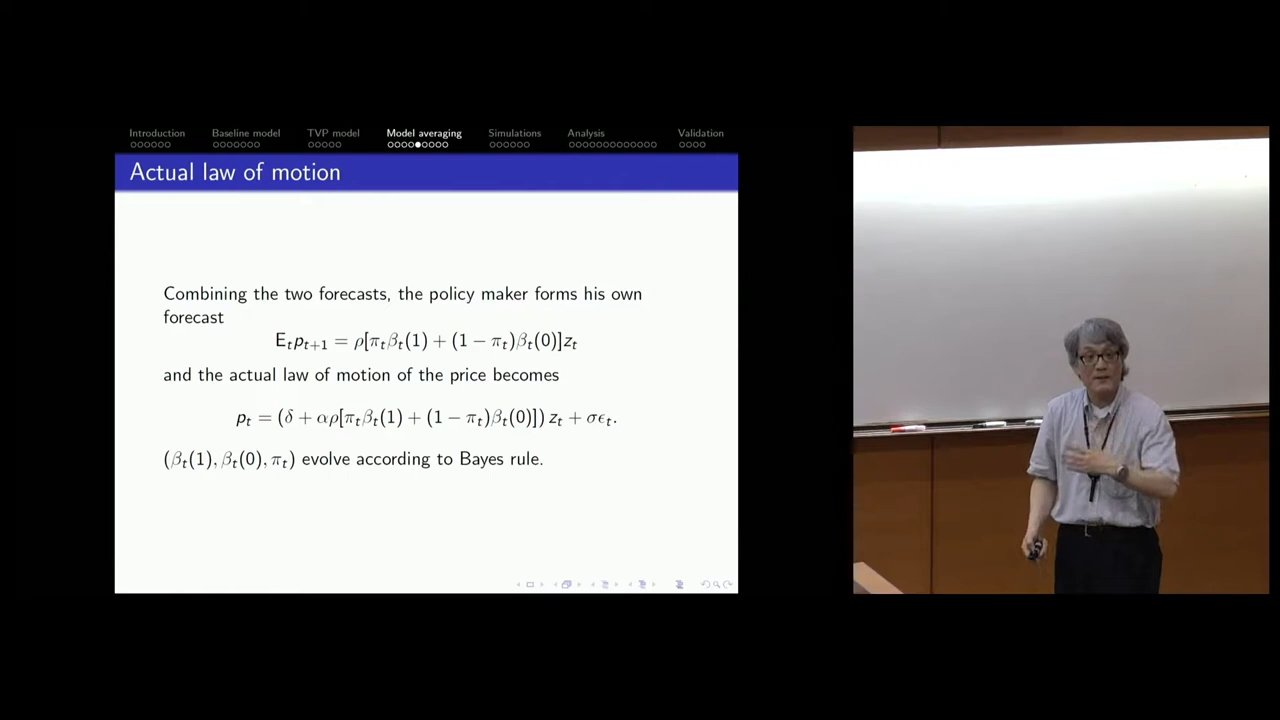 Introduction Baseline model TVP model Model averaging Simulations Analysis Validation
Actual law of motion
Combining the two forecasts, the policy maker forms his own
forecast
E_t p_{t+1} = ρ[π_t β_t(1) + (1 − π_t)β_t(0)]z_t
and the actual law of motion of the price becomes
p_t = (δ + αρ[π_t β_t(1) + (1 − π_t)β_t(0)]) z_t + σϵ_t.
(β_t(1), β_t(0), π_t) evolve according to Bayes rule.